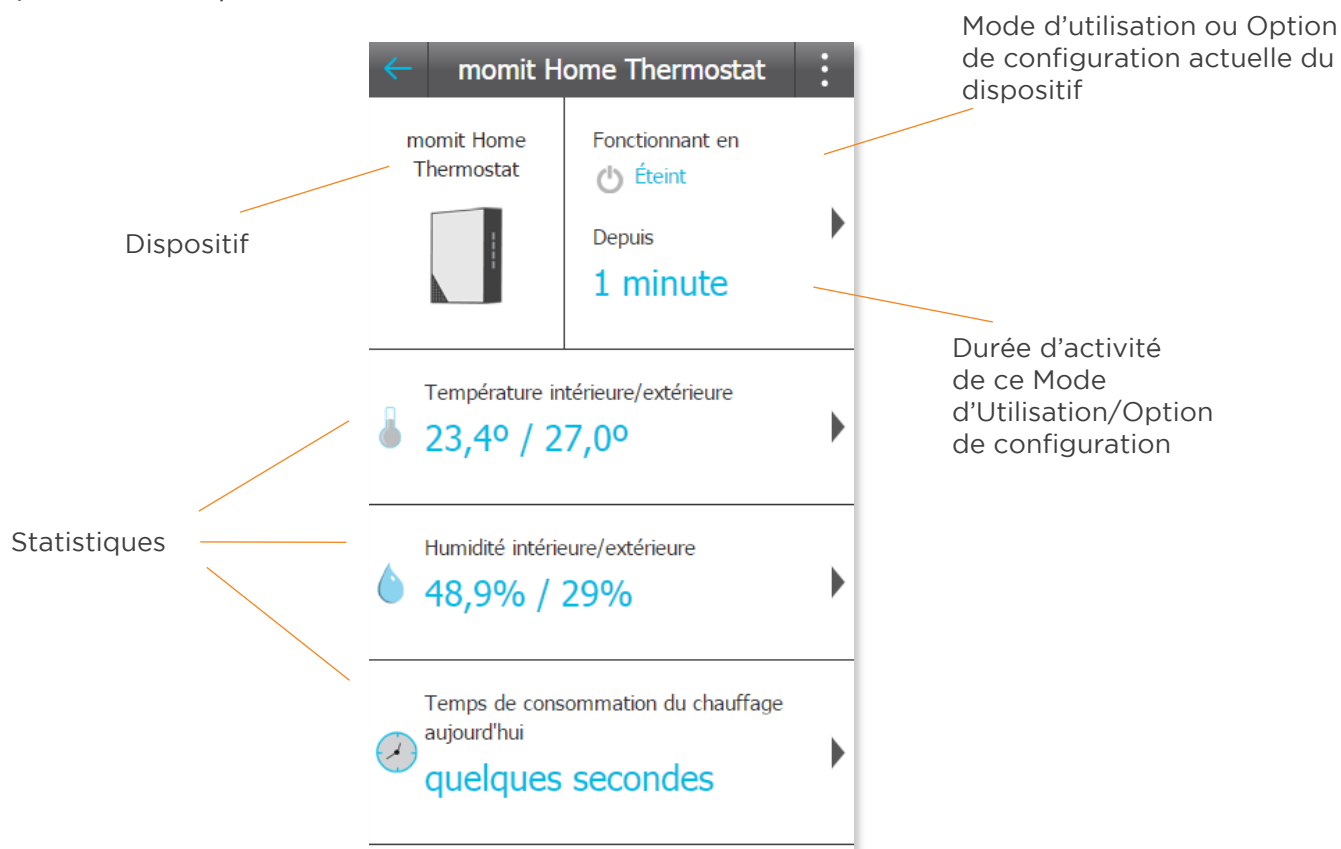 Mode d’utilisation ou Option
de configuration actuelle du
dispositif
momit Home Thermostat
momit Home
Thermostat
Fonctionnant en
Éteint
Depuis
1 minute
Dispositif
Durée d’activité
de ce Mode
d’Utilisation/Option
de configuration
Température intérieure/extérieure
23,4º / 27,0º
Statistiques
Humidité intérieure/extérieure
48,9% / 29%
Temps de consommation du chauffage
aujourd'hui
quelques secondes